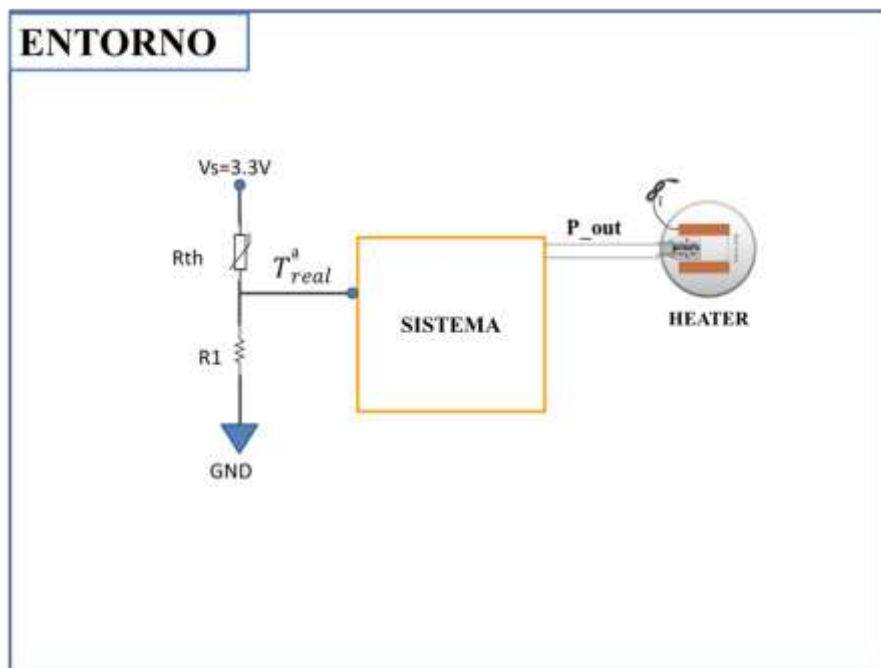 ENTORNO
Vs=3.3V
Rth
T^a_real
P_out
SISTEMA
HEATER
R1
GND